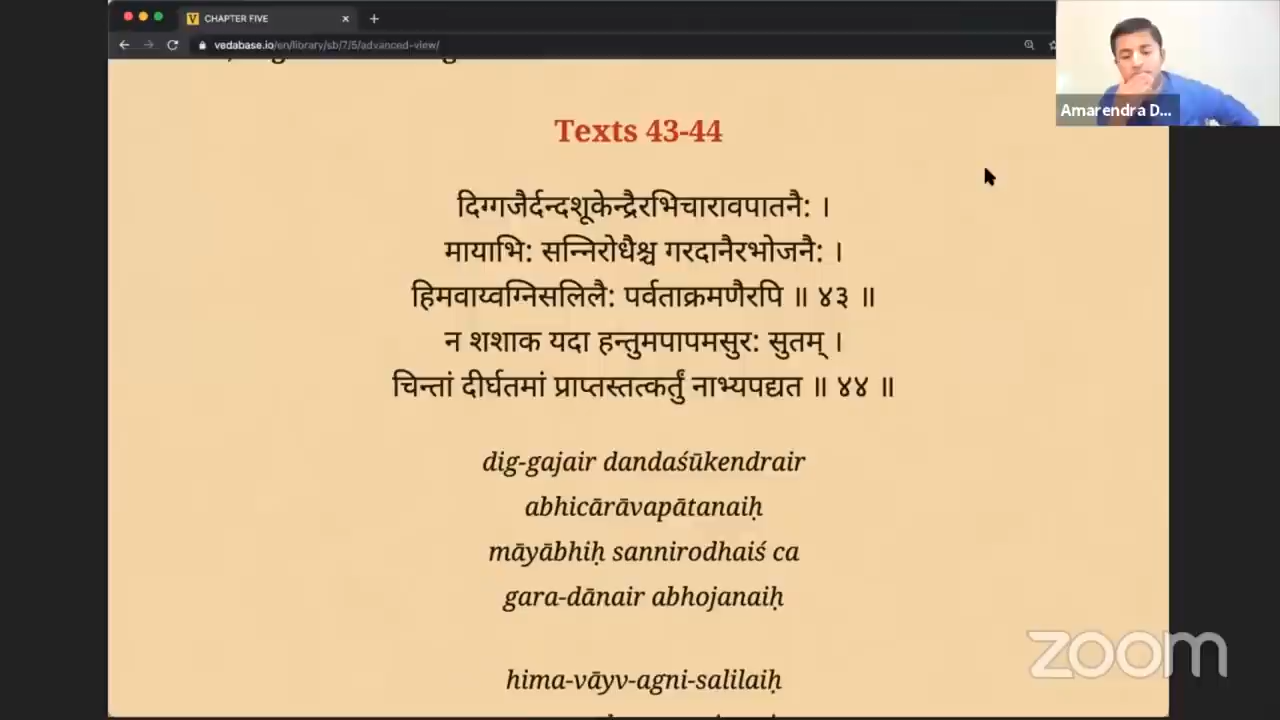 CHAPTER FIVE
vedabase.io/en/library/sb/7/5/advanced-view/
Amarendra D...
Texts 43-44
दिग्गजैर्दन्दशूकेन्द्रैरभिचारावपातनै: ।
मायाभि: सन्निरोधैश्च गरदानैरभोजनै: ।
हिमवाय्वग्निसलिलै: पर्वताक्रमणैरपि ॥ ४३ ॥
न शशाक यदा हन्तुमपापमसुर: सुतम् ।
चिन्तां दीर्घतमां प्राप्तस्तत्कर्तुं नाभ्यपद्यत ॥ ४४ ॥
dig-gajair dandaśūkendrair
abhicārāvapātanaiḥ
māyābhiḥ sannirodhaiś ca
gara-dānair abhojanaiḥ
hima-vāyv-agni-salilaiḥ
zoom